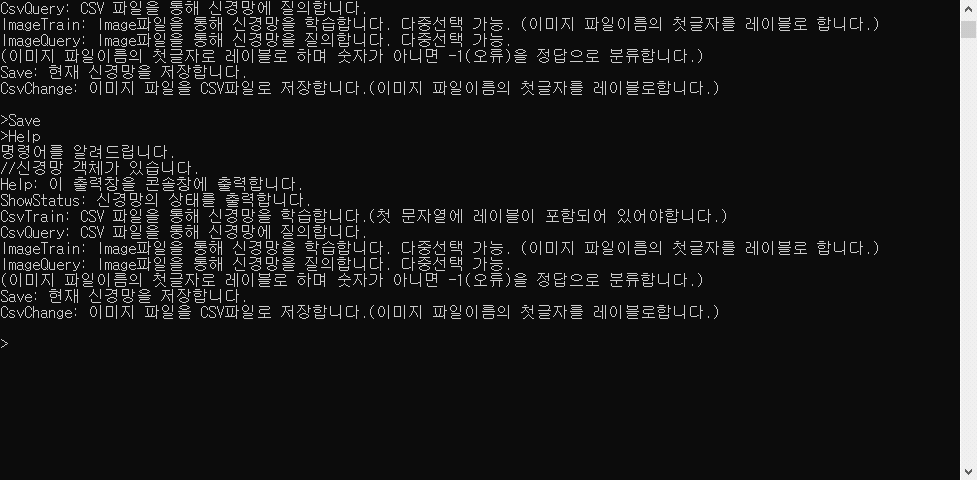 CsvQuery: CSV 파일을 통해 신경망에 질의합니다.
ImageTrain: Image파일을 통해 신경망을 학습합니다. 다중선택 가능. (이미지 파일이름의 첫글자를 레이블로 합니다.)
ImageQuery: Image파일을 통해 신경망을 질의합니다. 다중선택 가능.
(이미지 파일이름의 첫글자로 레이블로 하며 숫자가 아니면 -1(오류)을 정답으로 분류합니다.)
Save: 현재 신경망을 저장합니다.
CsvChange: 이미지 파일을 CSV파일로 저장합니다.(이미지 파일이름의 첫글자를 레이블로합니다.)
>Save
>Help
명령어를 알려드립니다.
//신경망 객체가 있습니다.
Help: 이 출력창을 콘솔창에 출력합니다.
ShowStatus: 신경망의 상태를 출력합니다.
CsvTrain: CSV 파일을 통해 신경망을 학습합니다.(첫 문자열에 레이블이 포함되어 있어야합니다.)
CsvQuery: CSV 파일을 통해 신경망에 질의합니다.
ImageTrain: Image파일을 통해 신경망을 학습합니다. 다중선택 가능. (이미지 파일이름의 첫글자를 레이블로 합니다.)
ImageQuery: Image파일을 통해 신경망을 질의합니다. 다중선택 가능.
(이미지 파일이름의 첫글자로 레이블로 하며 숫자가 아니면 -1(오류)을 정답으로 분류합니다.)
Save: 현재 신경망을 저장합니다.
CsvChange: 이미지 파일을 CSV파일로 저장합니다.(이미지 파일이름의 첫글자를 레이블로합니다.)
>